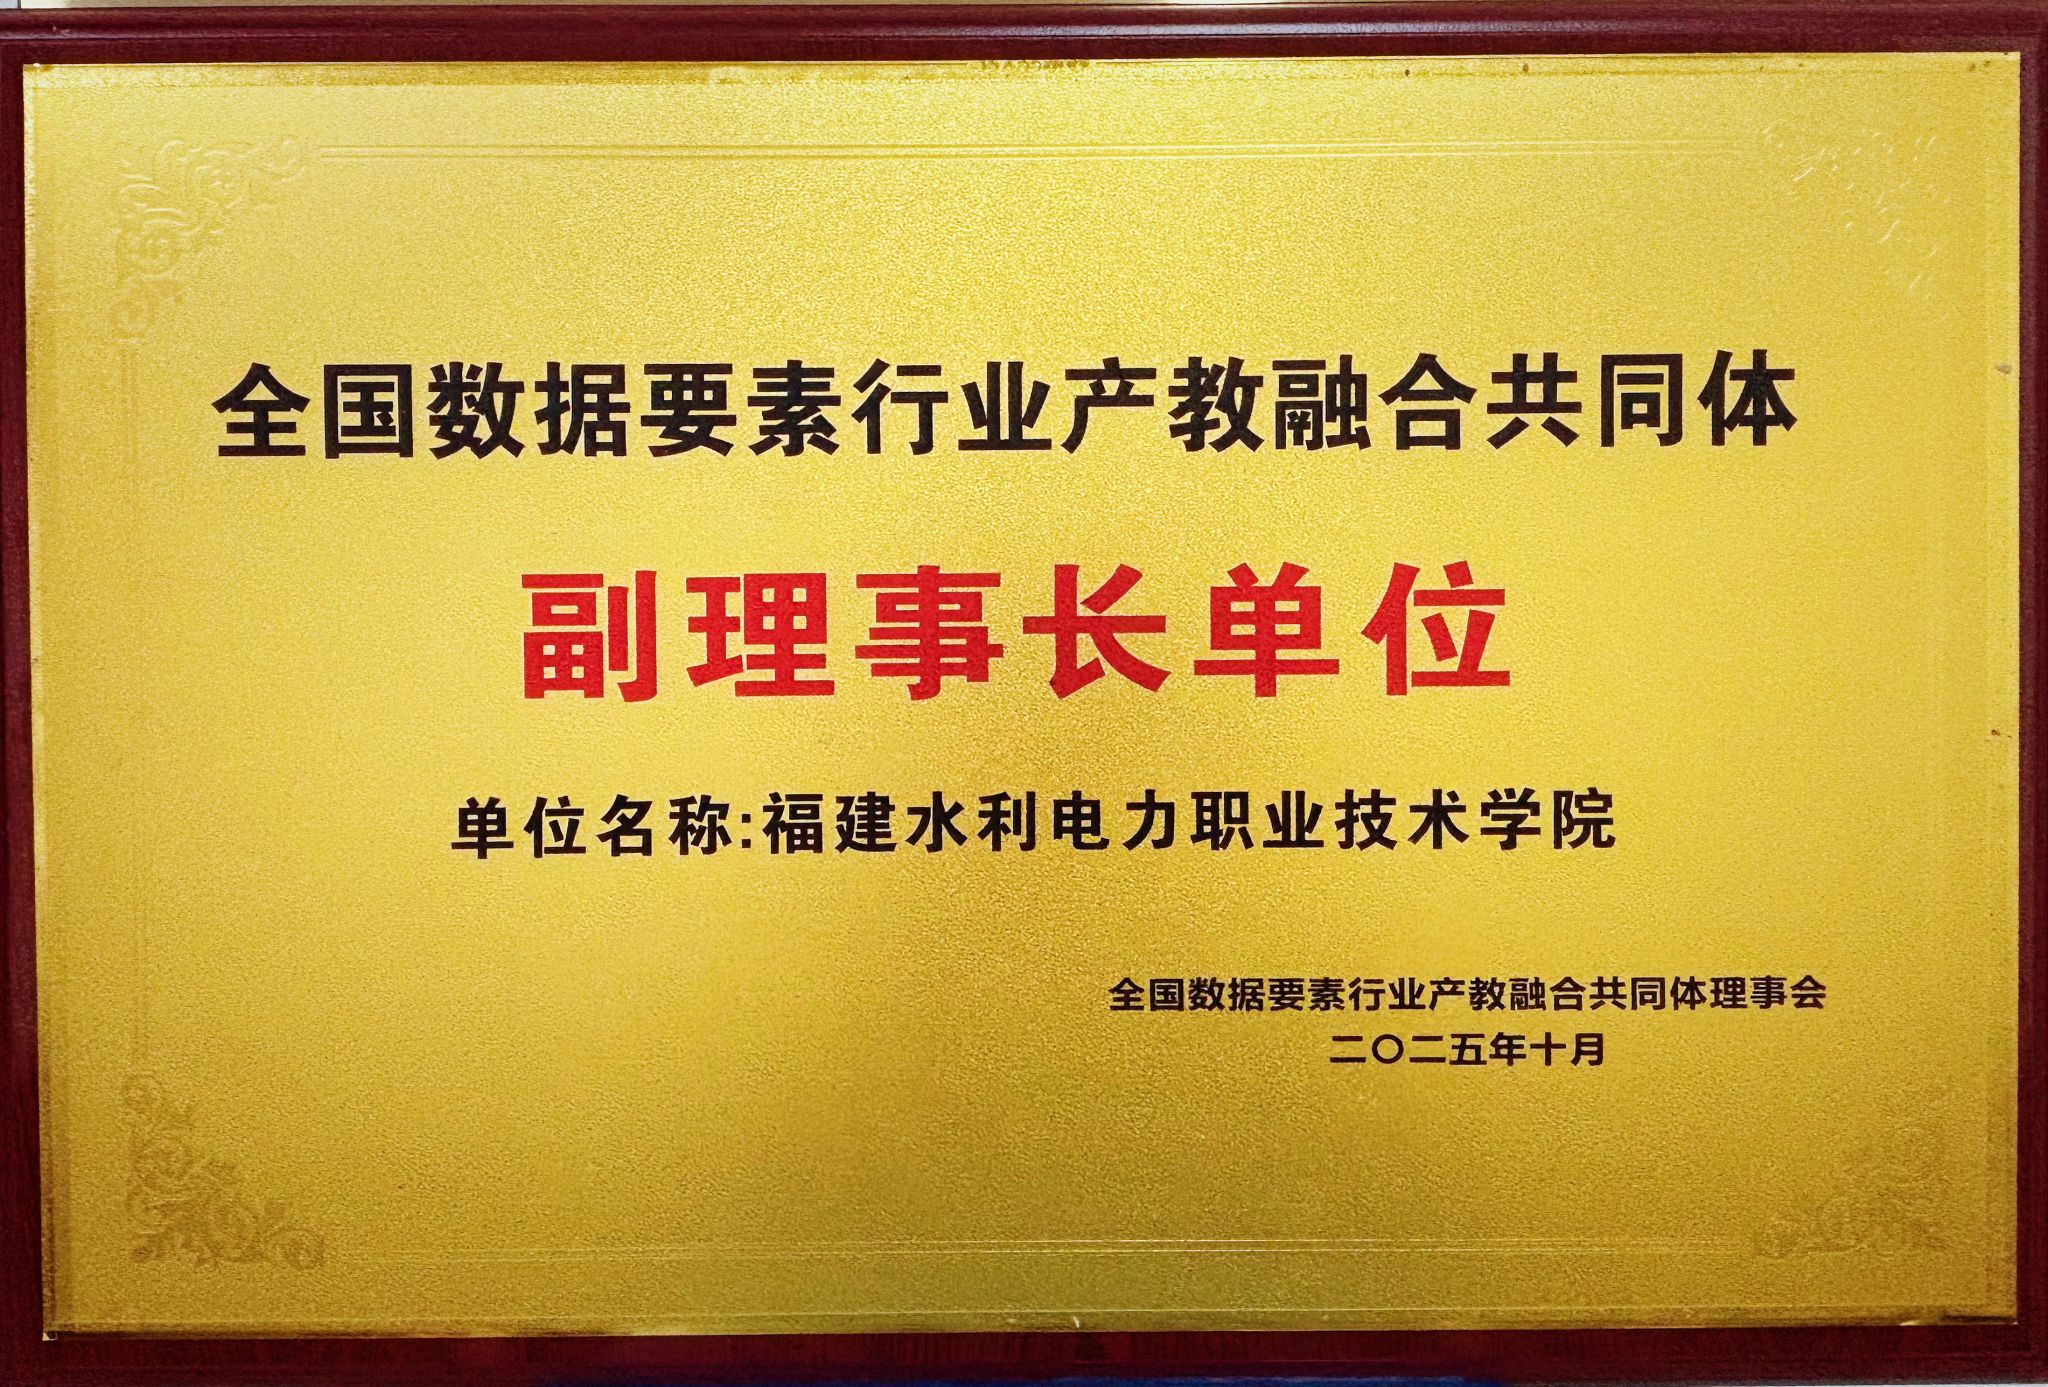 全国数据要素行业产教融合共同体
副理事长单位
单位名称:福建水利电力职业技术学院
全国数据要素行业产教融合共同体理事会
二〇二五年十月